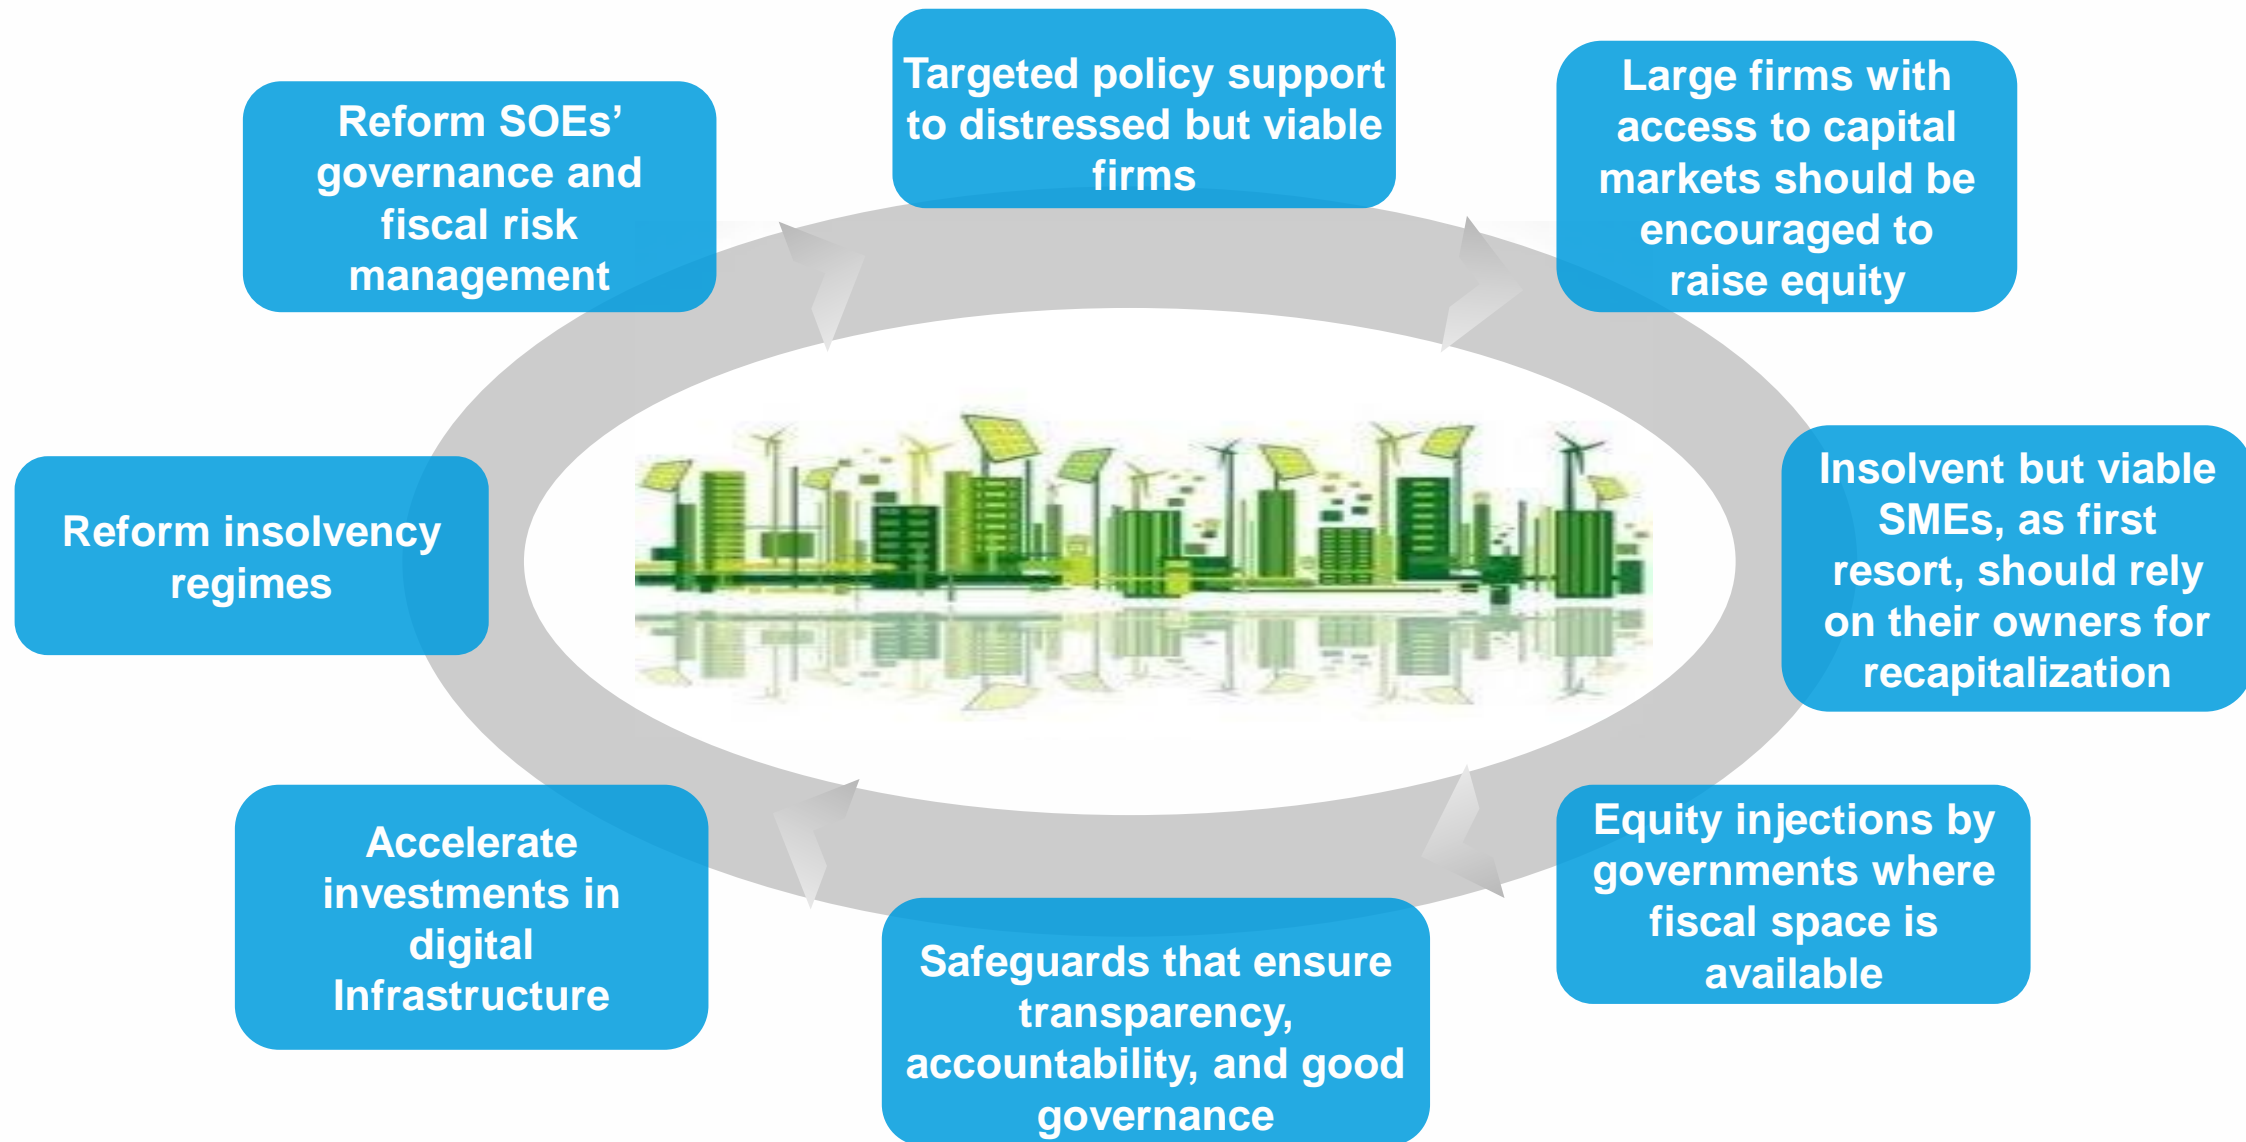 Targeted policy support
to distressed but viable
firms
Large firms with
access to capital
markets should be
encouraged to
raise equity
Insolvent but viable
SMEs, as first
resort, should rely
on their owners for
recapitalization
Equity injections by
governments where
fiscal space is
available
Safeguards that ensure
transparency,
accountability, and good
governance
Accelerate
investments in
digital
Infrastructure
Reform insolvency
regimes
Reform SOEs’
governance and
fiscal risk
management